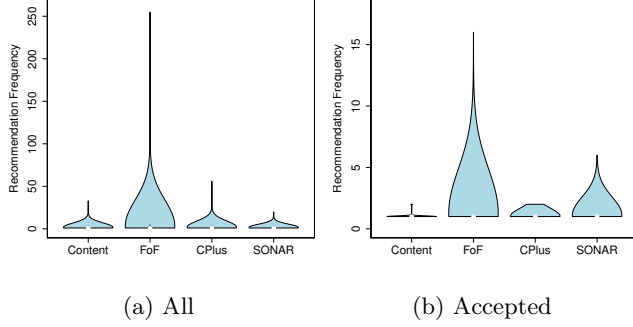 Recommendation Frequency
250
200
150
100
50
0
Content FoF CPlus SONAR
(a) All
Recommendation Frequency
15
10
5
0
Content FoF CPlus SONAR
(b) Accepted